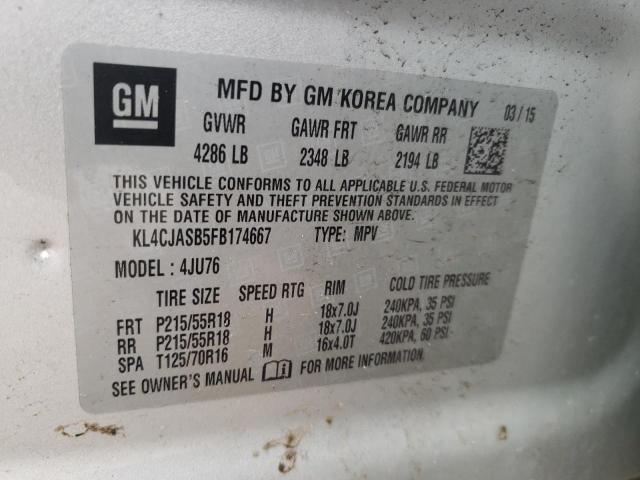 GM
MFD BY GM KOREA COMPANY 03/15
GVWR GAWR FRT GAWR RR
4286 LB 2348 LB 2194 LB
THIS VEHICLE CONFORMS TO ALL APPLICABLE U.S. FEDERAL MOTOR
VEHICLE SAFETY AND THEFT PREVENTION STANDARDS IN EFFECT
ON THE DATE OF MANUFACTURE SHOWN ABOVE.
KL4CJASB5FB174667 TYPE: MPV
MODEL: 4JU76
TIRE SIZE SPEED RTG RIM COLD TIRE PRESSURE
FRT P215/55R18 H 18x7.0J 240KPA, 35 PSI
RR P215/55R18 H 18x7.0J 240KPA, 35 PSI
SPA T125/70R16 M 16x4.0T 420KPA, 60 PSI
SEE OWNER'S MANUAL FOR MORE INFORMATION